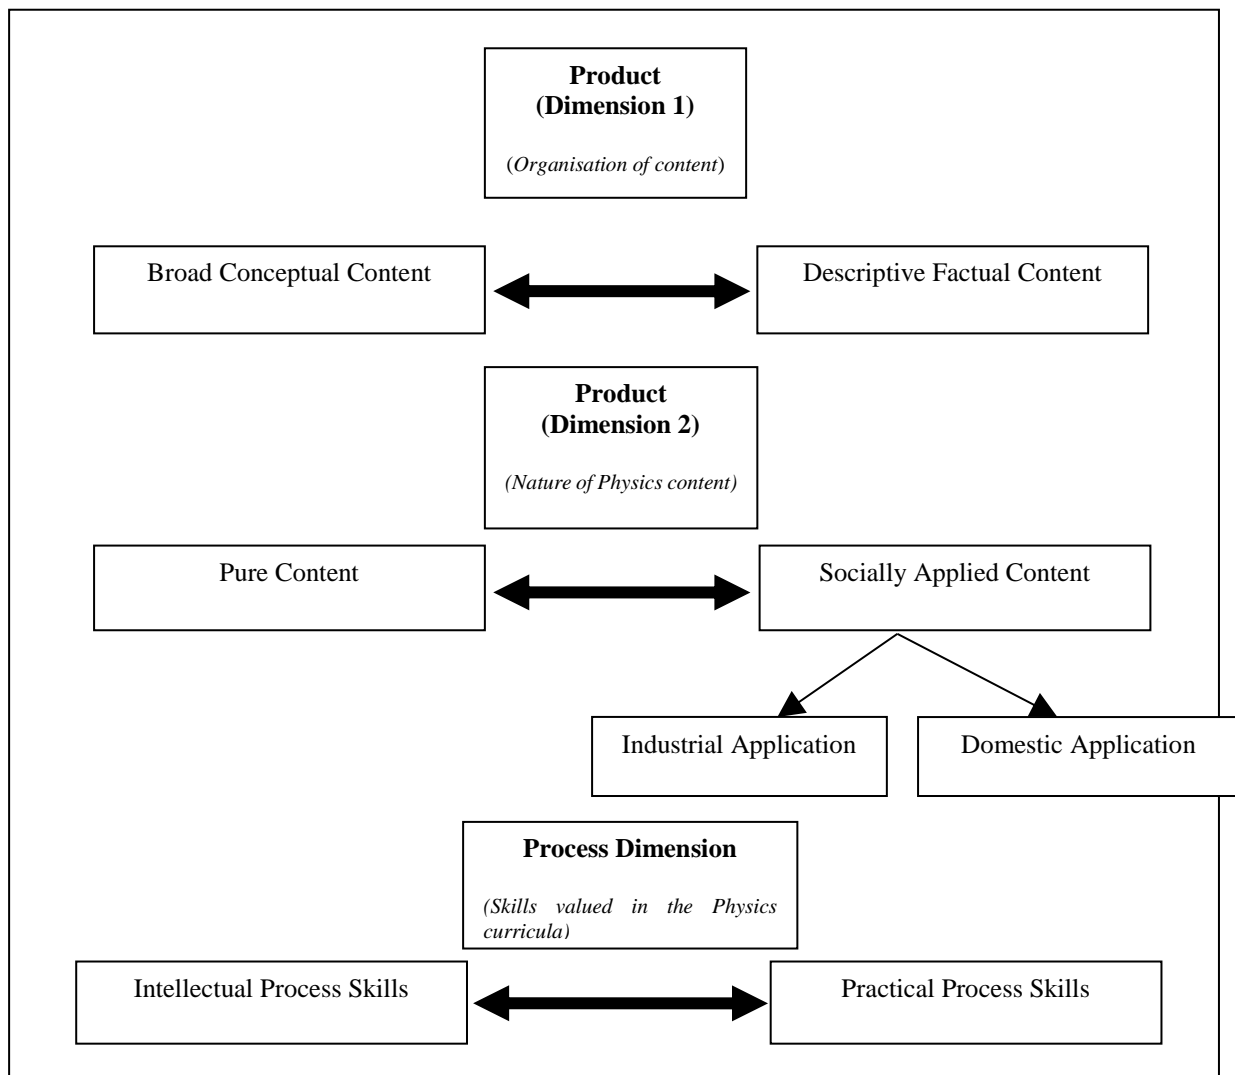 Product
(Dimension 1)
(Organisation of content)
Broad Conceptual Content
Descriptive Factual Content
Product
(Dimension 2)
(Nature of Physics content)
Pure Content
Socially Applied Content
Industrial Application
Domestic Application
Process Dimension
(Skills valued in the Physics
curricula)
Intellectual Process Skills
Practical Process Skills